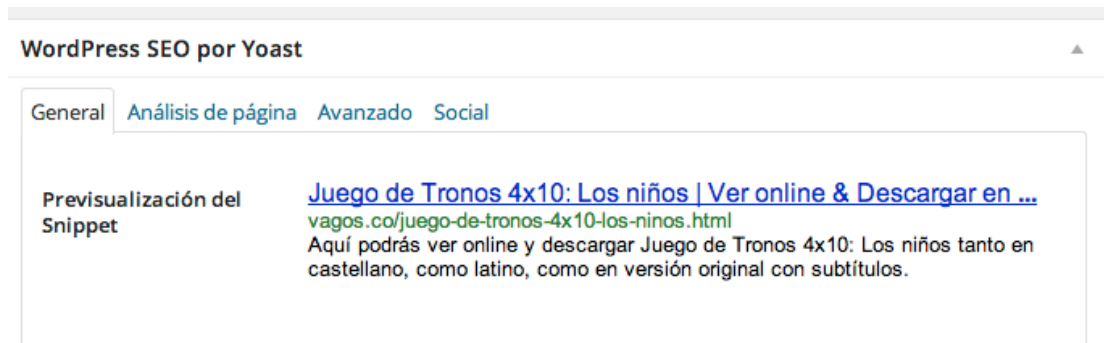 WordPress SEO por Yoast
General Análisis de página Avanzado Social
Previsualización del
Snippet
Juego de Tronos 4x10: Los niños | Ver online & Descargar en ...
vagos.co/juego-de-tronos-4x10-los-ninos.html
Aquí podrás ver online y descargar Juego de Tronos 4x10: Los niños tanto en
castellano, como latino, como en versión original con subtítulos.